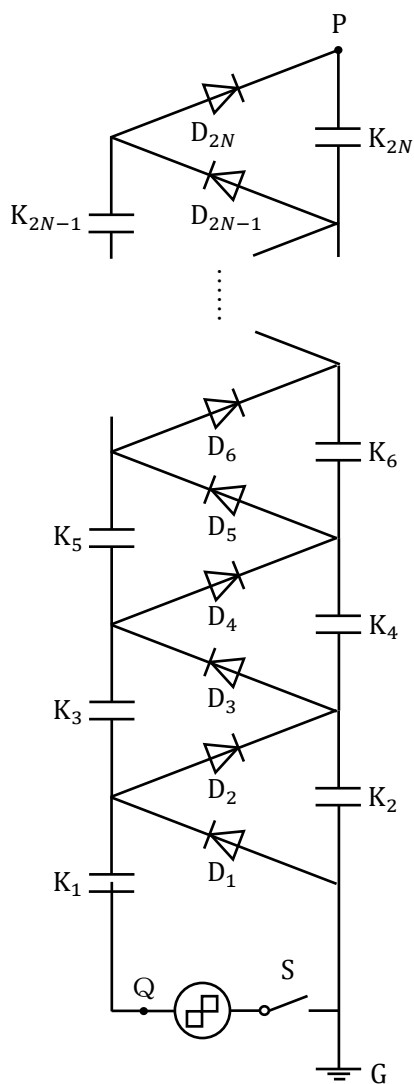 P
D₂N
K₂N
K₂N₋₁
D₂N₋₁
.......
D₆
K₆
D₅
K₅
D₄
K₄
D₃
K₃
D₂
K₂
D₁
K₁
Q
S
G